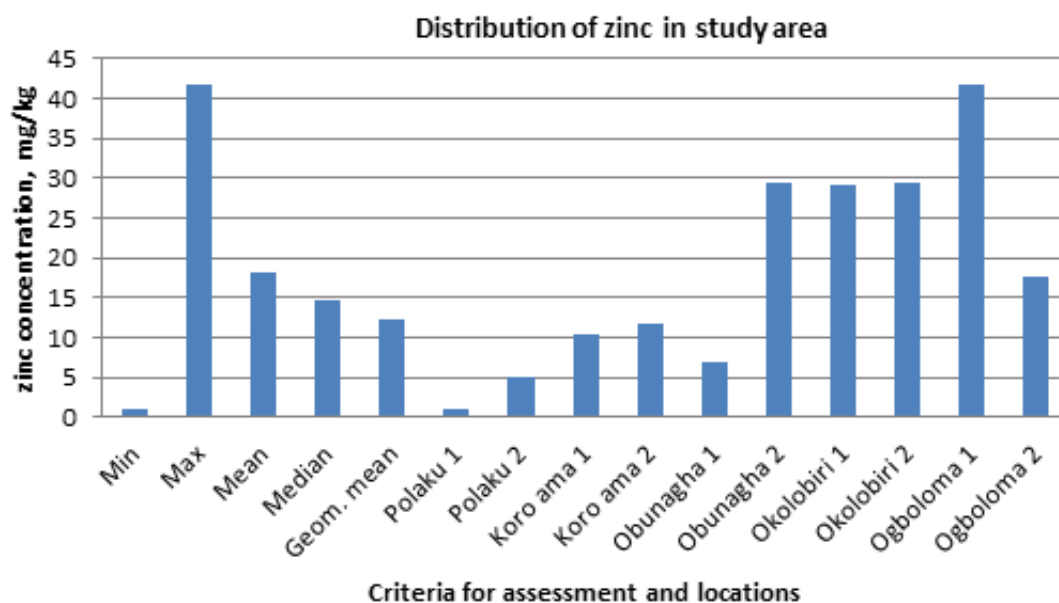 Distribution of zinc in study area
zinc concentration, mg/kg
45
40
35
30
25
20
15
10
5
0
Min
Max
Mean
Median
Geom. mean
Polaku 1
Polaku 2
Koro ama 1
Koro ama 2
Obunagha 1
Obunagha 2
Okolobiri 1
Okolobiri 2
Ogboloma 1
Ogboloma 2
Criteria for assessment and locations